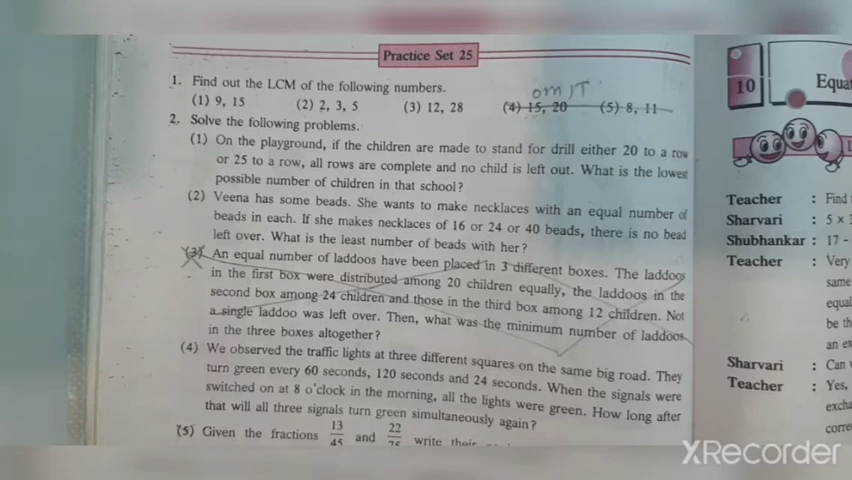 Practice Set 25
1. Find out the LCM of the following numbers.
(1) 9, 15 (2) 2, 3, 5 (3) 12, 28 (4) 15, 20 (5) 8, 11
omIT
2. Solve the following problems.
(1) On the playground, if the children are made to stand for drill either 20 to a row
or 25 to a row, all rows are complete and no child is left out. What is the lowest
possible number of children in that school?
(2) Veena has some beads. She wants to make necklaces with an equal number of
beads in each. If she makes necklaces of 16 or 24 or 40 beads, there is no bead
left over. What is the least number of beads with her?
(3) An equal number of laddoos have been placed in 3 different boxes. The laddoos
in the first box were distributed among 20 children equally, the laddoos in the
second box among 24 children and those in the third box among 12 children. Not
a single laddoo was left over. Then, what was the minimum number of laddoos
in the three boxes altogether?
(4) We observed the traffic lights at three different squares on the same big road. They
turn green every 60 seconds, 120 seconds and 24 seconds. When the signals were
switched on at 8 o'clock in the morning, all the lights were green. How long after
that will all three signals turn green simultaneously again?
(5) Given the fractions 13/45 and 22/75 write their
10
Equa
Teacher : Find
Sharvari : 5 ×
Shubhankar : 17 -
Teacher : Very
same
equal
be th
an ex
Sharvari : Can
Teacher : Yes,
excha
corre
XRecorder